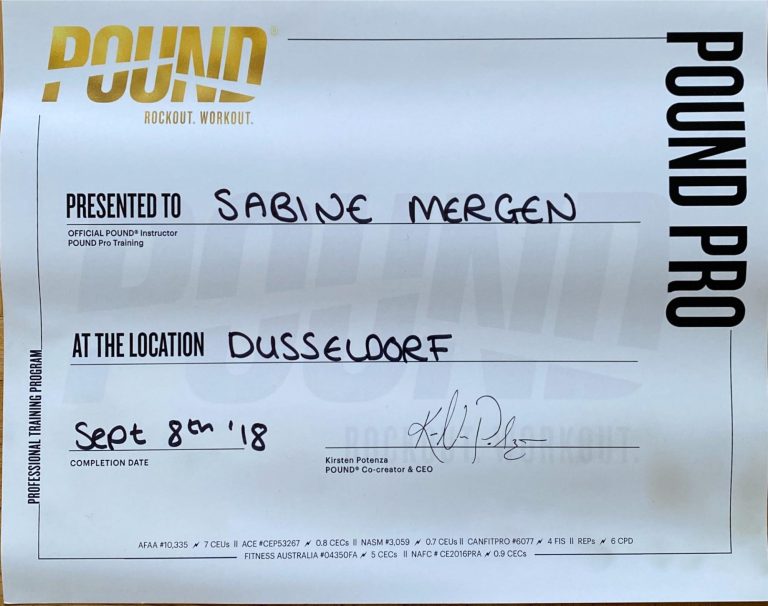 POUND®
ROCKOUT. WORKOUT.
POUND PRO
PRESENTED TO SABINE MERGEN
OFFICIAL POUND® Instructor
POUND Pro Training
AT THE LOCATION DUSSELDORF
Sept 8th '18
COMPLETION DATE
Kirsten Potenza
POUND® Co-creator & CEO
PROFESSIONAL TRAINING PROGRAM
POUND
ROCKOUT. WORKOUT.
AFAA #10,335 7 CEUs || ACE #CEP53267 0.8 CECs || NASM #3,059 0.7 CEUs || CANFITPRO #6077 4 FIS || REPs 6 CPD
FITNESS AUSTRALIA #04350FA 5 CECs || NAFC # CE2016PRA 0.9 CECs